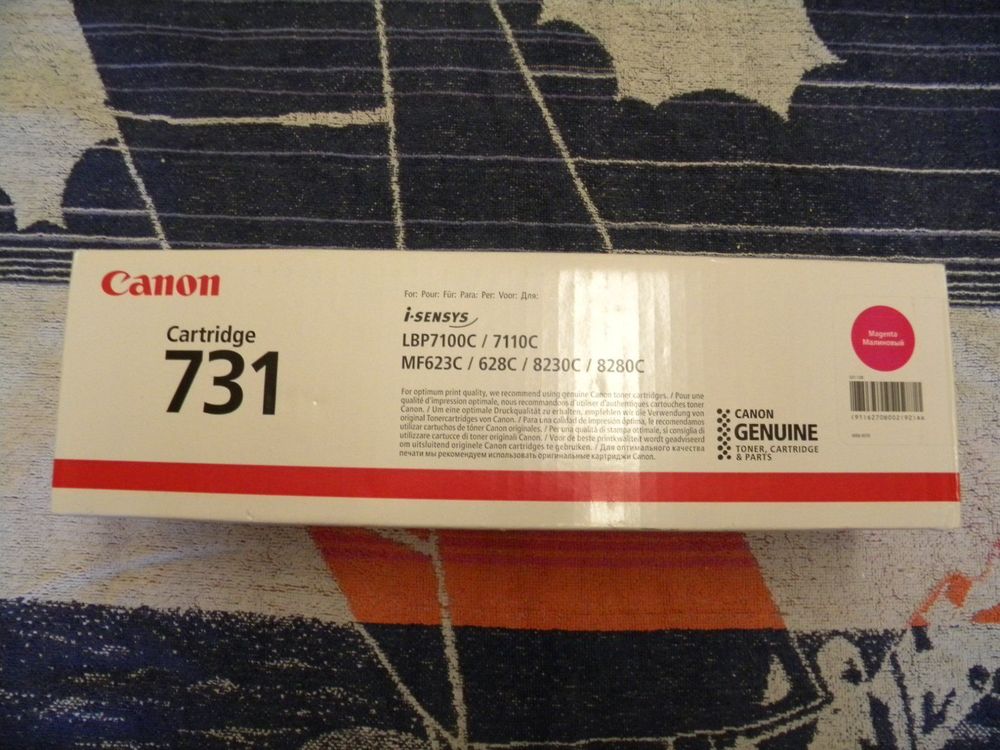 Canon
Cartridge
731
For: Pour: Für: Para: Per: Voor: Для:
i-SENSYS
LBP7100C / 7110C
MF623C / 628C / 8230C / 8280C
For optimum print quality, we recommend using genuine Canon toner cartridges. / Pour une
qualité d'impression optimale, nous recommandons d'utiliser d'authentiques cartouches toner
Canon. / Um eine optimale Druckqualität zu erhalten, empfehlen wir die Verwendung von
original Tonercartridges von Canon. / Para una calidad de impresión óptima, le recomendamos
utilizar cartuchos de tóner Canon originales. / Per una qualità di stampa ottimale, si consiglia di
utilizzare cartucce di toner originali Canon. / Voor de beste printkwaliteit wordt geadviseerd
om uitsluitend originele Canon cartridges te gebruiken. / Для оптимального качества
печати мы рекомендуем использовать оригинальные картриджи Canon.
CANON
GENUINE
TONER, CARTRIDGE
& PARTS
Magenta
Малиновый
(91)6270B002(92)AA